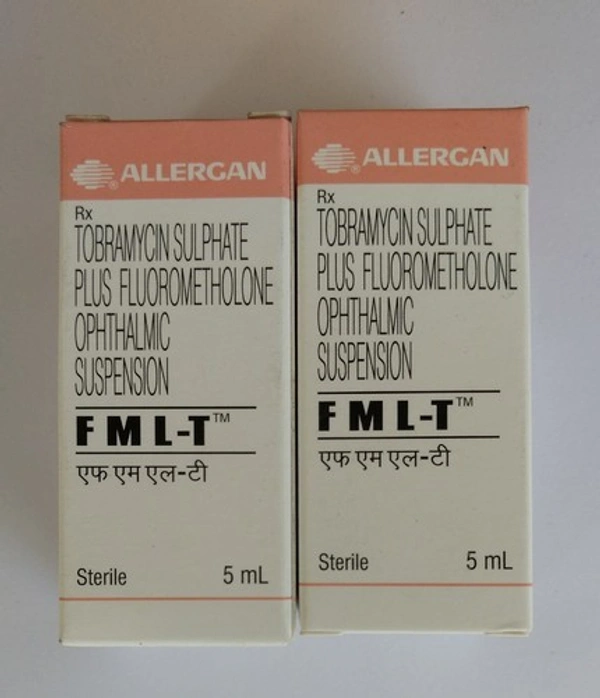 ALLERGAN
Rx
TOBRAMYCIN SULPHATE
PLUS FLUOROMETHOLONE
OPHTHALMIC
SUSPENSION
FML-T™
एफ एम एल-टी
Sterile 5 mL
ALLERGAN
Rx
TOBRAMYCIN SULPHATE
PLUS FLUOROMETHOLONE
OPHTHALMIC
SUSPENSION
FML-T™
एफ एम एल-टी
Sterile 5 mL